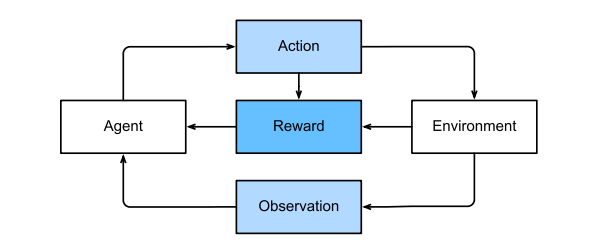 Action
Agent
Reward
Environment
Observation